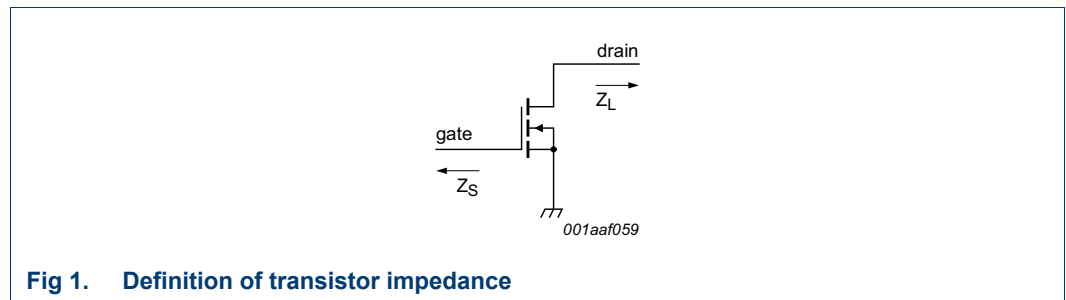 drain
Z_L
gate
Z_S
001aaf059
Fig 1. Definition of transistor impedance